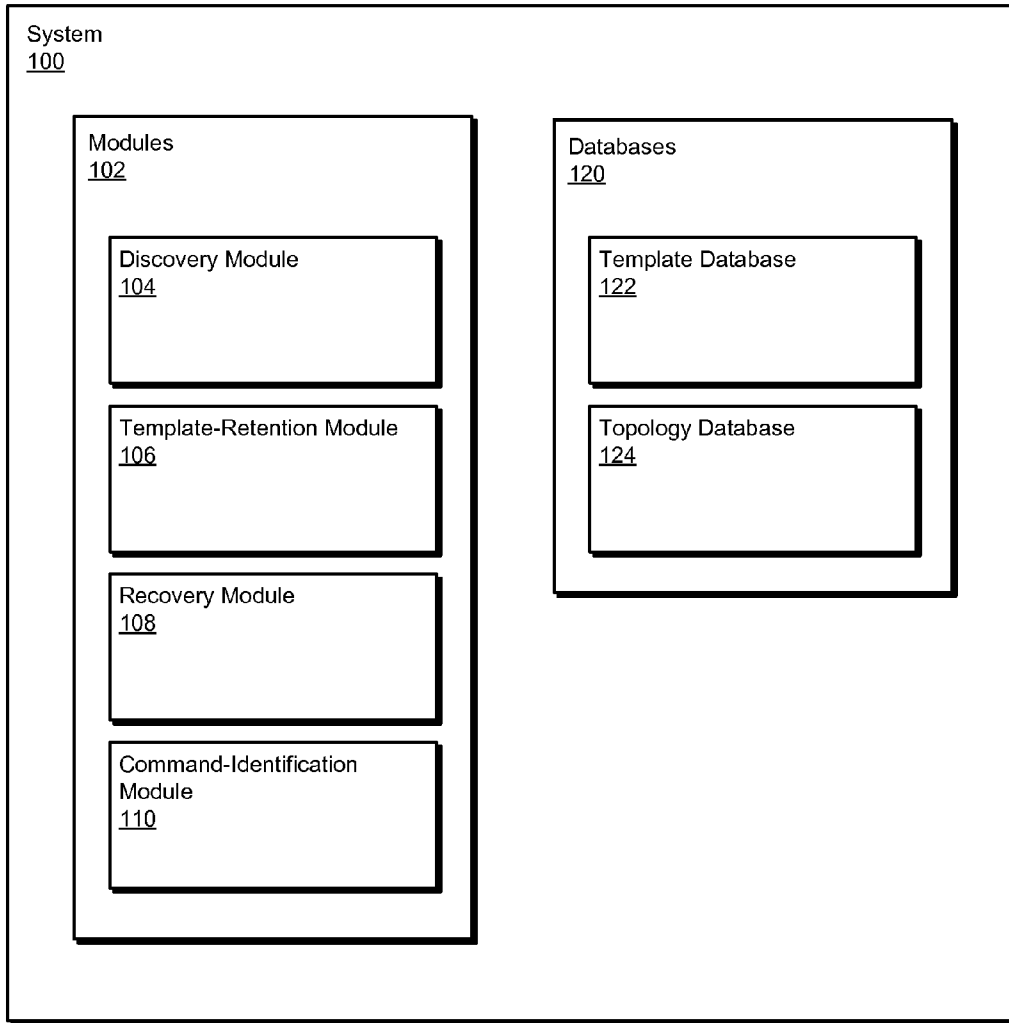 System
100
Modules
102
Discovery Module
104
Template-Retention Module
106
Recovery Module
108
Command-Identification
Module
110
Databases
120
Template Database
122
Topology Database
124